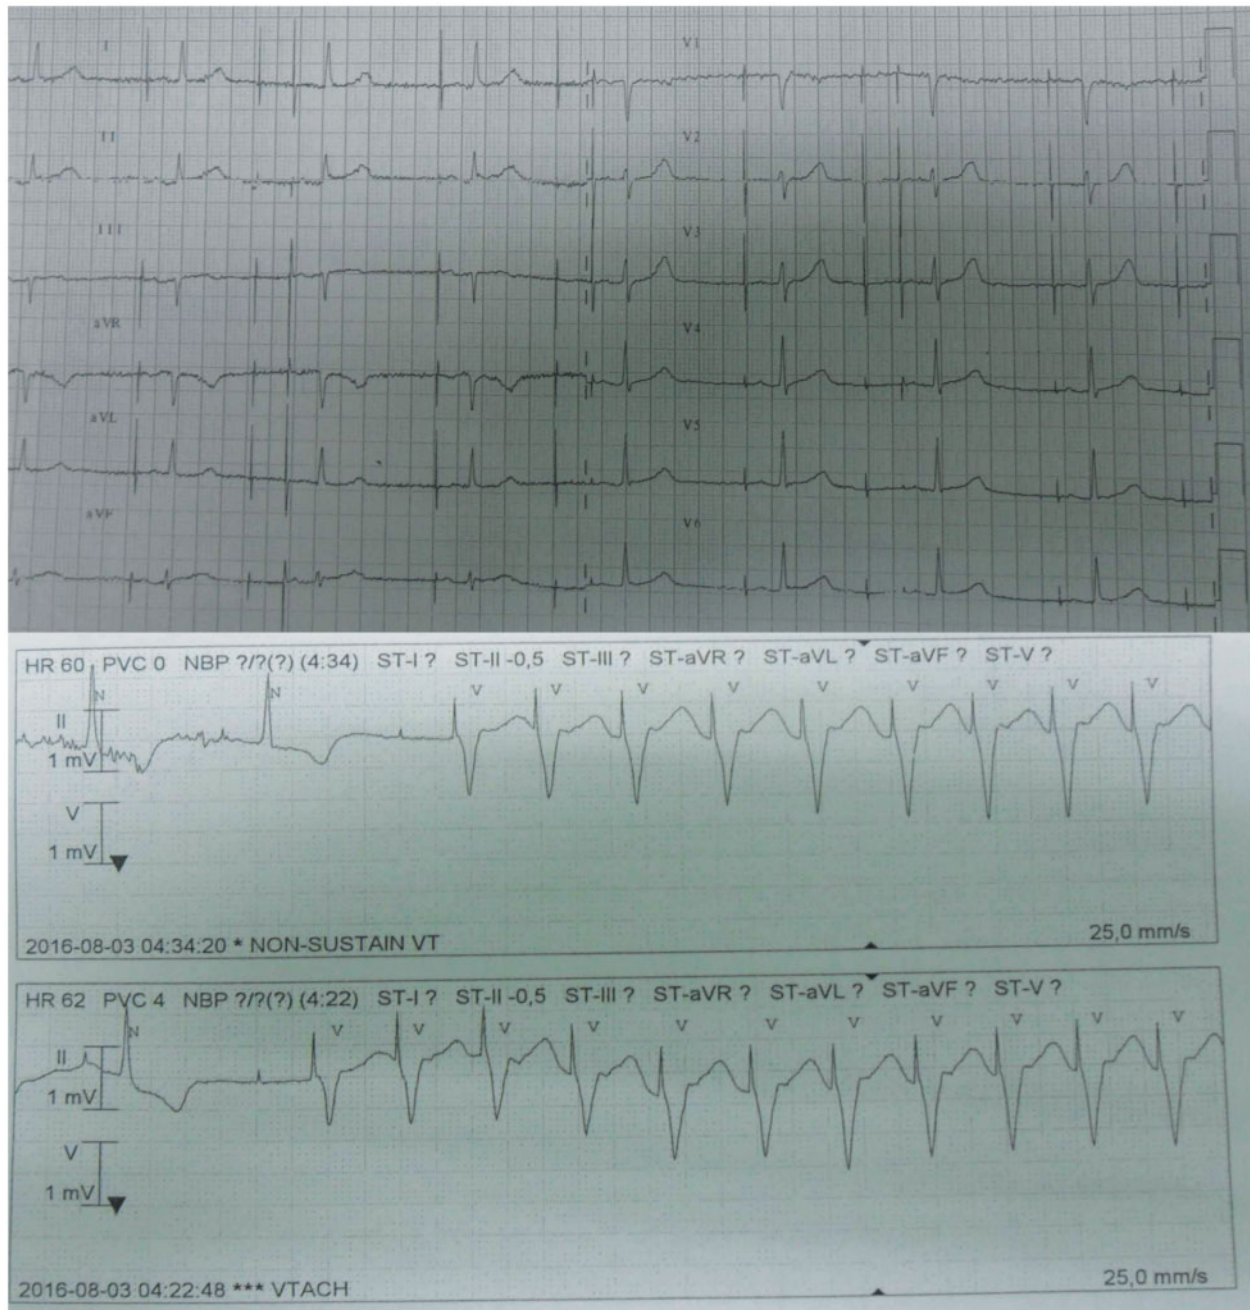 I
V1
II
V2
III
V3
aVR
V4
aVL
V5
aVF
V6
HR 60 PVC 0 NBP ?/?(?) (4:34) ST-I ? ST-II -0,5 ST-III ? ST-aVR ? ST-aVL ? ST-aVF ? ST-V ?
N N V V V V V V V V V
II
1 mV
V
1 mV
2016-08-03 04:34:20 * NON-SUSTAIN VT 25,0 mm/s
HR 62 PVC 4 NBP ?/?(?) (4:22) ST-I ? ST-II -0,5 ST-III ? ST-aVR ? ST-aVL ? ST-aVF ? ST-V ?
N V V V V V V V V V V V
II
1 mV
V
1 mV
2016-08-03 04:22:48 *** VTACH 25,0 mm/s